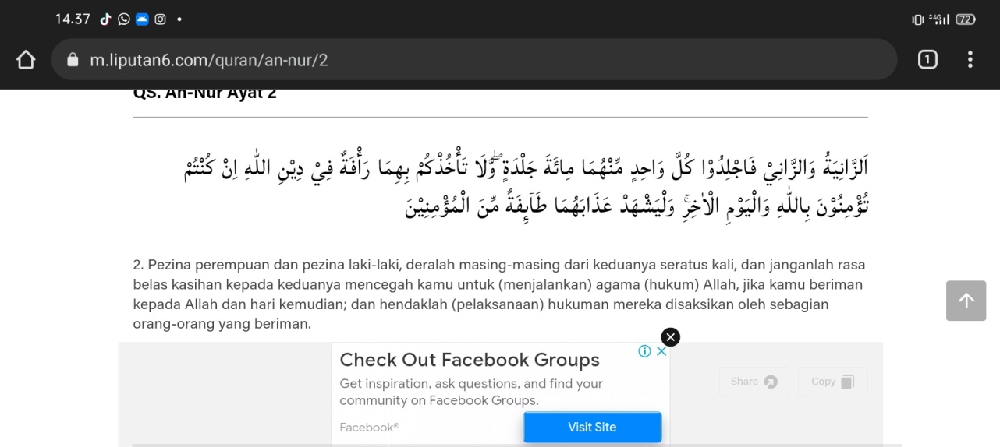 14.37
4G 72
m.liputan6.com/quran/an-nur/2
1
QS. An-Nur Ayat 2
اَلزَّانِيَةُ وَالزَّانِيْ فَاجْلِدُوْا كُلَّ وَاحِدٍ مِّنْهُمَا مِائَةَ جَلْدَةٍ ۖوَّلَا تَأْخُذْكُمْ بِهِمَا رَأْفَةٌ فِيْ دِيْنِ اللّٰهِ اِنْ كُنْتُمْ
تُؤْمِنُوْنَ بِاللّٰهِ وَالْيَوْمِ الْاٰخِرِۚ وَلْيَشْهَدْ عَذَابَهُمَا طَاۤىِٕفَةٌ مِّنَ الْمُؤْمِنِيْنَ
2. Pezina perempuan dan pezina laki-laki, deralah masing-masing dari keduanya seratus kali, dan janganlah rasa
belas kasihan kepada keduanya mencegah kamu untuk (menjalankan) agama (hukum) Allah, jika kamu beriman
kepada Allah dan hari kemudian; dan hendaklah (pelaksanaan) hukuman mereka disaksikan oleh sebagian
orang-orang yang beriman.
Check Out Facebook Groups
Get inspiration, ask questions, and find your
community on Facebook Groups.
Facebook®
Visit Site
Share
Copy